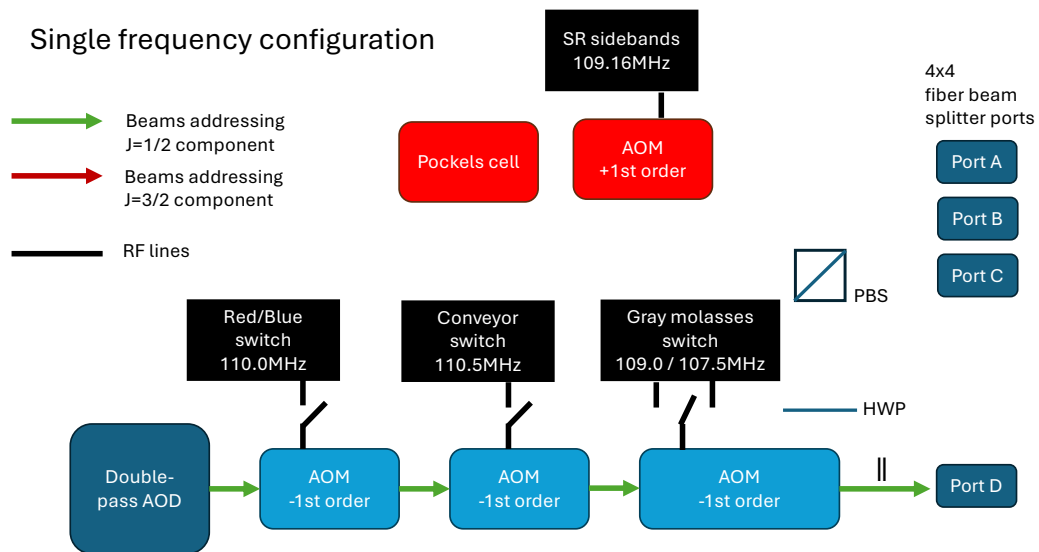 Single frequency configuration
SR sidebands
109.16MHz
4x4
fiber beam
splitter ports
Beams addressing
J=1/2 component
Pockels cell
AOM
+1st order
Port A
Beams addressing
J=3/2 component
Port B
RF lines
Port C
PBS
Red/Blue
switch
110.0MHz
Conveyor
switch
110.5MHz
Gray molasses
switch
109.0 / 107.5MHz
HWP
Double-
pass AOD
AOM
-1st order
AOM
-1st order
AOM
-1st order
||
Port D